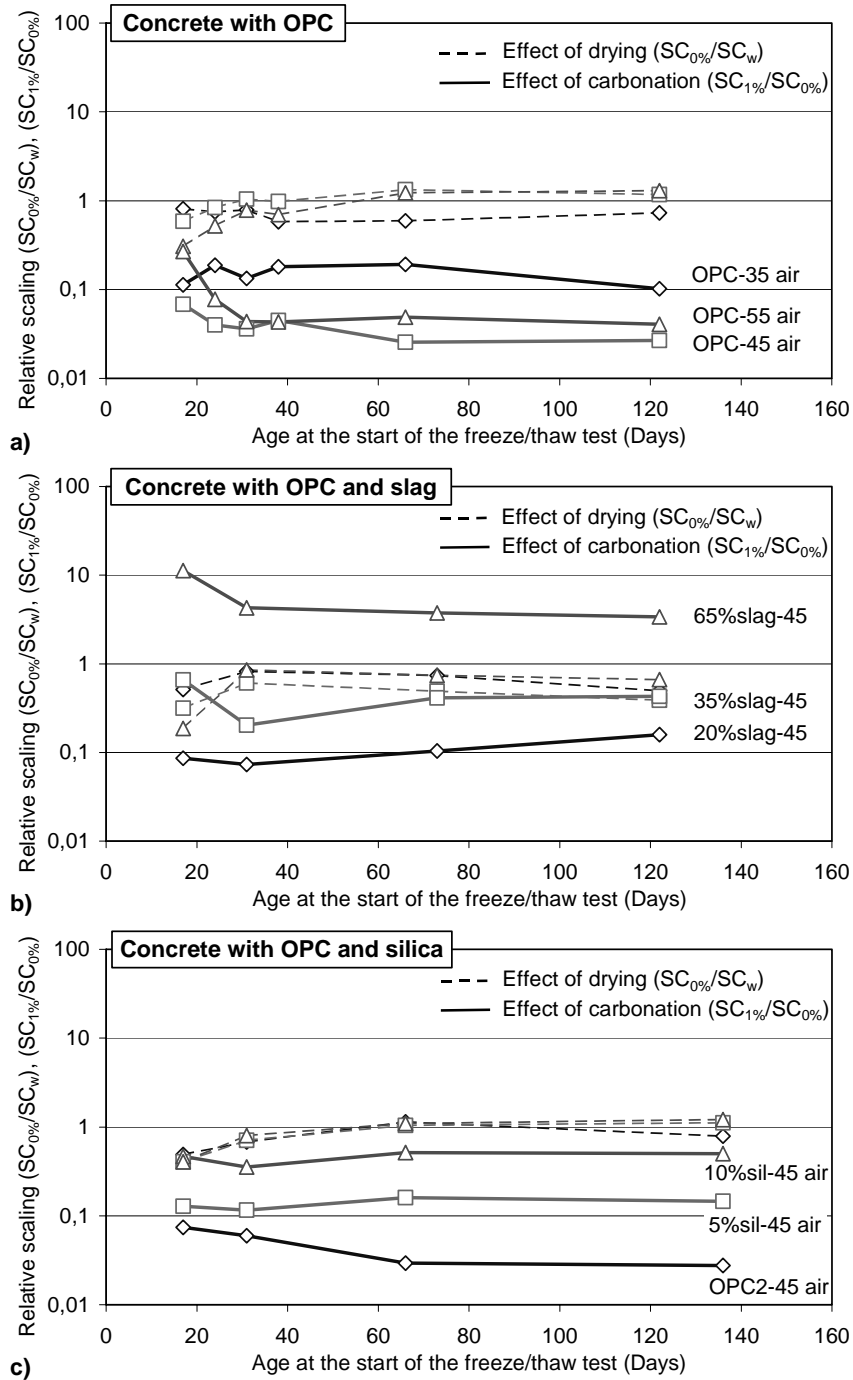 Concrete with OPC
Effect of drying (SC0%/SCw)
Effect of carbonation (SC1%/SC0%)
Relative scaling (SC0%/SCw), (SC1%/SC0%)
100
10
1
0,1
0,01
OPC-35 air
OPC-55 air
OPC-45 air
0 20 40 60 80 100 120 140 160
Age at the start of the freeze/thaw test (Days)
a)
Concrete with OPC and slag
Effect of drying (SC0%/SCw)
Effect of carbonation (SC1%/SC0%)
Relative scaling (SC0%/SCw), (SC1%/SC0%)
100
10
1
0,1
0,01
65%slag-45
35%slag-45
20%slag-45
0 20 40 60 80 100 120 140 160
Age at the start of the freeze/thaw test (Days)
b)
Concrete with OPC and silica
Effect of drying (SC0%/SCw)
Effect of carbonation (SC1%/SC0%)
Relative scaling (SC0%/SCw), (SC1%/SC0%)
100
10
1
0,1
0,01
10%sil-45 air
5%sil-45 air
OPC2-45 air
0 20 40 60 80 100 120 140 160
Age at the start of the freeze/thaw test (Days)
c)